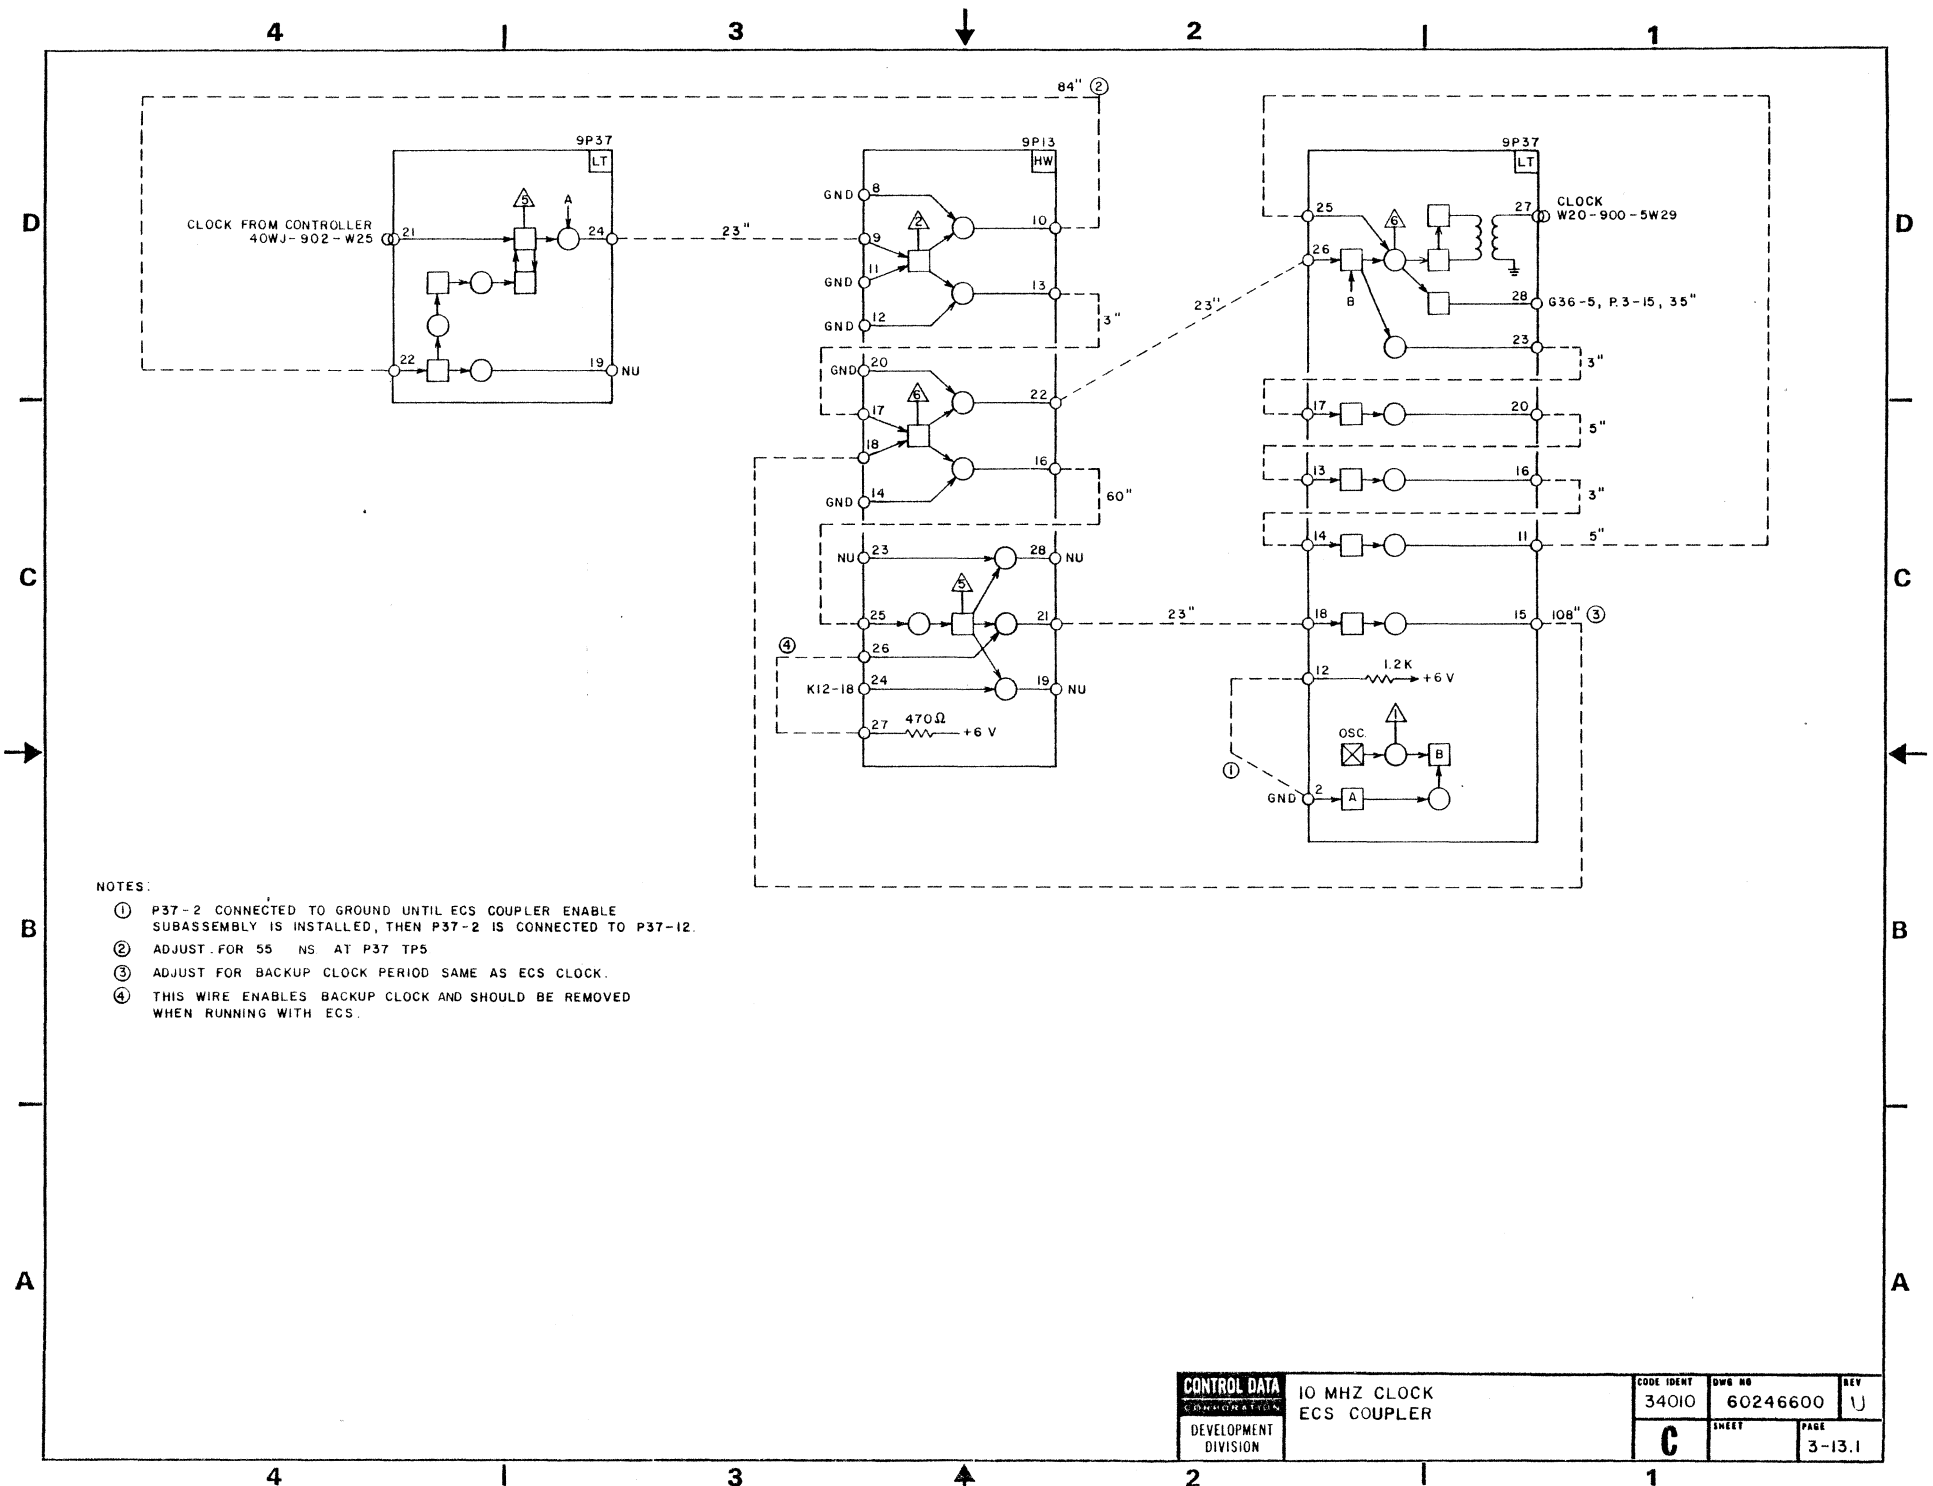 4 3 2 1
84" ②
9P37
LT
5
A
CLOCK FROM CONTROLLER
40WJ-902-W25
21
24
23"
22
19
NU
9P13
HW
GND 8
10
2
9
11
GND
13
GND 12
3"
GND 20
22
6
17
18
16
GND 14
60"
NU 23
28 NU
5
25
21
23"
④
26
K12-18 24
19 NU
27 470Ω +6 V
23"
9P37
LT
25
27 CLOCK
W20-900-5W29
6
26
B
28 G36-5, P.3-15, 35"
23
3"
17
20
5"
13
16
3"
14
11
5"
18
15 108" ③
12 1.2K +6 V
1
OSC.
B
①
GND 2 A
D D
C C
B B
A A
NOTES:
① P37-2 CONNECTED TO GROUND UNTIL ECS COUPLER ENABLE
SUBASSEMBLY IS INSTALLED, THEN P37-2 IS CONNECTED TO P37-12.
② ADJUST.FOR 55 NS AT P37 TP5
③ ADJUST FOR BACKUP CLOCK PERIOD SAME AS ECS CLOCK.
④ THIS WIRE ENABLES BACKUP CLOCK AND SHOULD BE REMOVED
WHEN RUNNING WITH ECS.
CONTROL DATA
CORPORATION
DEVELOPMENT
DIVISION
10 MHZ CLOCK
ECS COUPLER
CODE IDENT
34010
DWG NO
60246600
REV
U
C
SHEET
PAGE
3-13.1
4 3 2 1